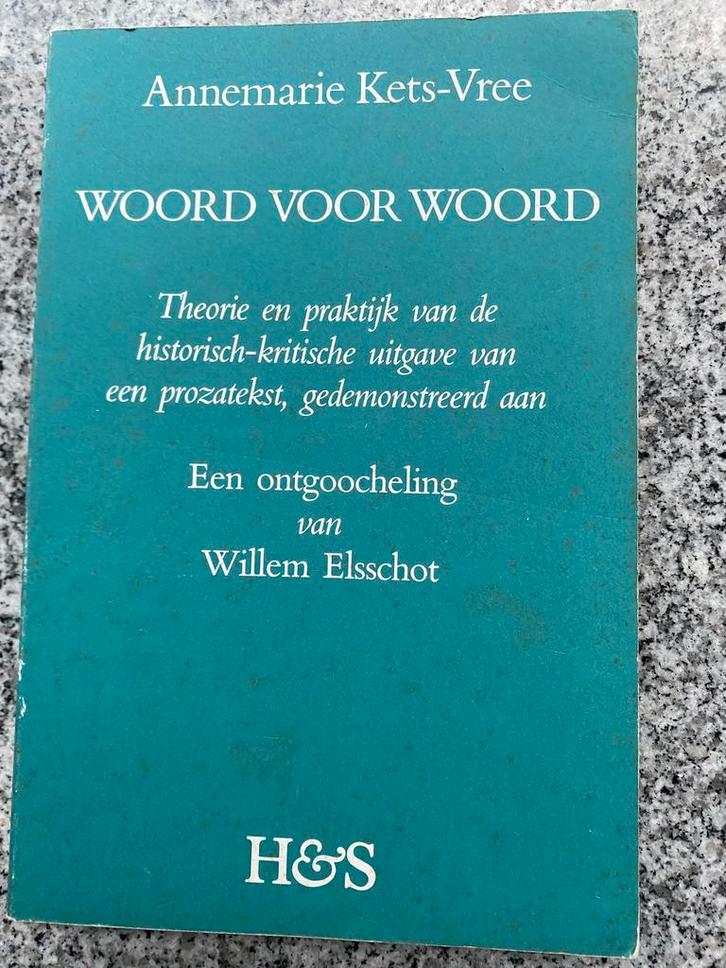 Annemarie Kets-Vree
WOORD VOOR WOORD
Theorie en praktijk van de
historisch-kritische uitgave van
een prozatekst, gedemonstreerd aan
Een ontgoocheling
van
Willem Elsschot
H&S